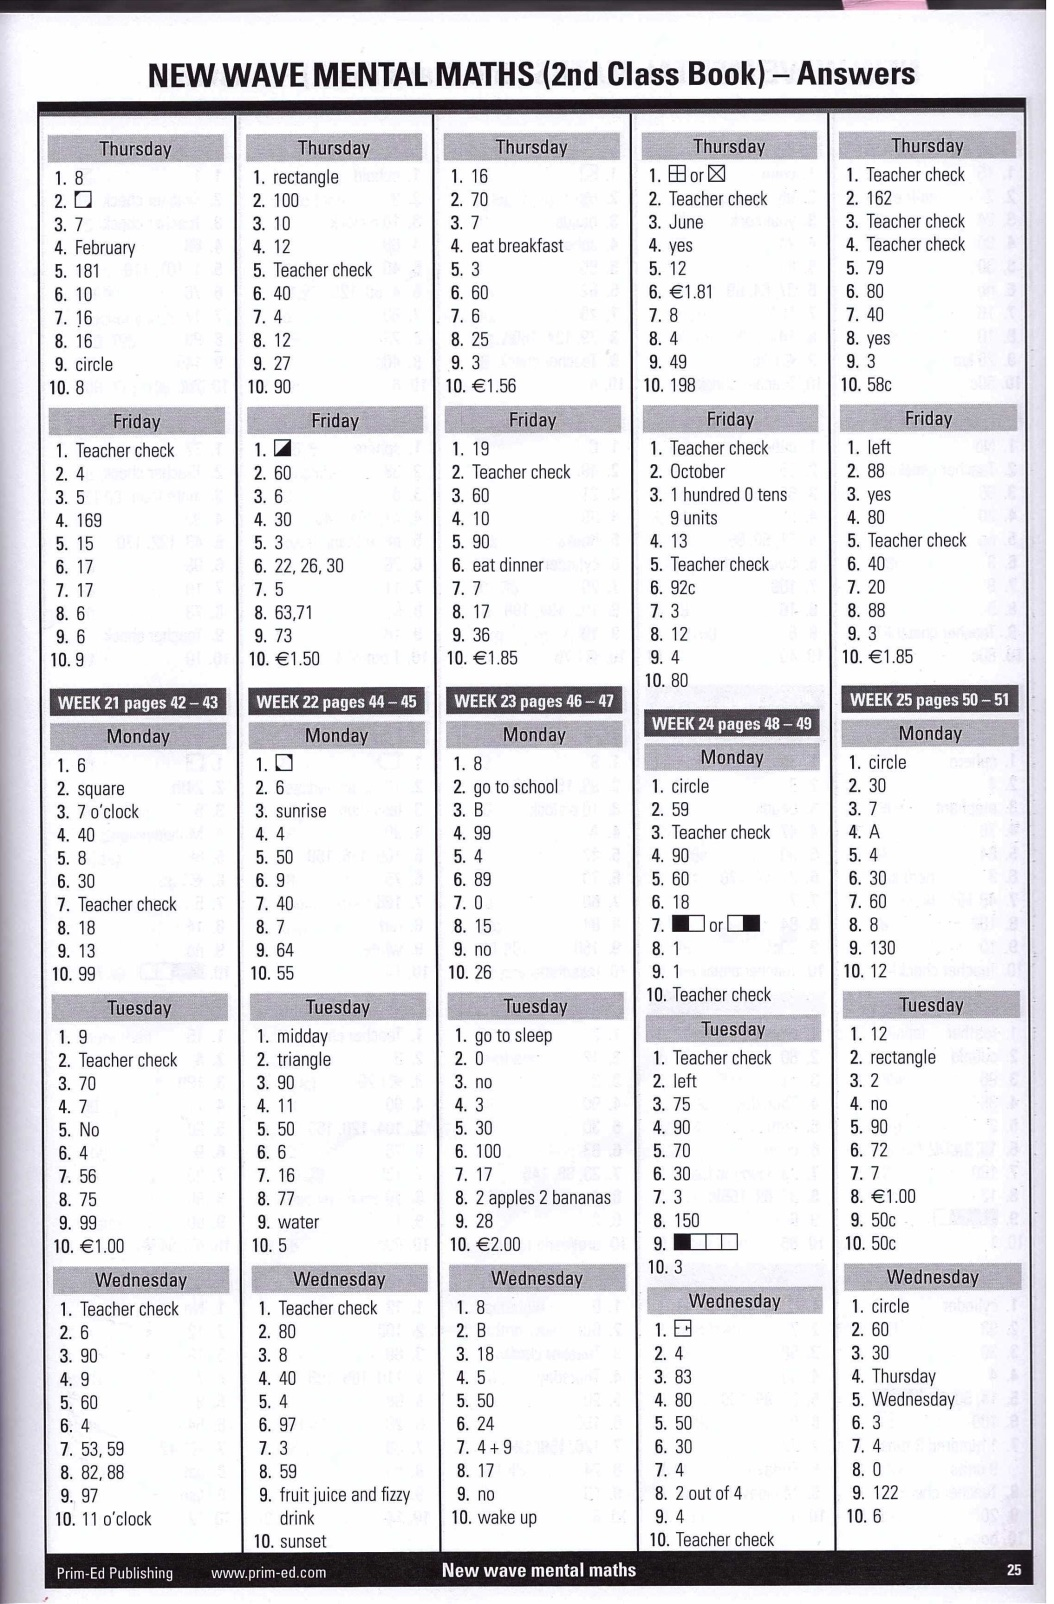 NEW WAVE MENTAL MATHS (2nd Class Book) – Answers
Thursday
1. 8
2.
3. 7
4. February
5. 181
6. 10
7. 16
8. 16
9. circle
10. 8
Friday
1. Teacher check
2. 4
3. 5
4. 169
5. 15
6. 17
7. 17
8. 6
9. 6
10. 9
WEEK 21 pages 42 – 43
Monday
1. 6
2. square
3. 7 o'clock
4. 40
5. 8
6. 30
7. Teacher check
8. 18
9. 13
10. 99
Tuesday
1. 9
2. Teacher check
3. 70
4. 7
5. No
6. 4
7. 56
8. 75
9. 99
10. €1.00
Wednesday
1. Teacher check
2. 6
3. 90
4. 9
5. 60
6. 4
7. 53, 59
8. 82, 88
9. 97
10. 11 o'clock
Thursday
1. rectangle
2. 100
3. 10
4. 12
5. Teacher check
6. 40
7. 4
8. 12
9. 27
10. 90
Friday
1.
2. 60
3. 6
4. 30
5. 3
6. 22, 26, 30
7. 5
8. 63,71
9. 73
10. €1.50
WEEK 22 pages 44 – 45
Monday
1.
2. 6
3. sunrise
4. 4
5. 50
6. 9
7. 40
8. 7
9. 64
10. 55
Tuesday
1. midday
2. triangle
3. 90
4. 11
5. 50
6. 6
7. 16
8. 77
9. water
10. 5
Wednesday
1. Teacher check
2. 80
3. 8
4. 40
5. 4
6. 97
7. 3
8. 59
9. fruit juice and fizzy
drink
10. sunset
Thursday
1. 16
2. 70
3. 7
4. eat breakfast
5. 3
6. 60
7. 6
8. 25
9. 3
10. €1.56
Friday
1. 19
2. Teacher check
3. 60
4. 10
5. 90
6. eat dinner
7. 7
8. 17
9. 36
10. €1.85
WEEK 23 pages 46 – 47
Monday
1. 8
2. go to school
3. B
4. 99
5. 4
6. 89
7. 0
8. 15
9. no
10. 26
Tuesday
1. go to sleep
2. 0
3. no
4. 3
5. 30
6. 100
7. 17
8. 2 apples 2 bananas
9. 28
10. €2.00
Wednesday
1. 8
2. B
3. 18
4. 5
5. 50
6. 24
7. 4 + 9
8. 17
9. no
10. wake up
Thursday
1. or
2. Teacher check
3. June
4. yes
5. 12
6. €1.81
7. 8
8. 4
9. 49
10. 198
Friday
1. Teacher check
2. October
3. 1 hundred 0 tens
9 units
4. 13
5. Teacher check
6. 92c
7. 3
8. 12
9. 4
10. 80
WEEK 24 pages 48 – 49
Monday
1. circle
2. 59
3. Teacher check
4. 90
5. 60
6. 18
7. or
8. 1
9. 1
10. Teacher check
Tuesday
1. Teacher check
2. left
3. 75
4. 90
5. 70
6. 30
7. 3
8. 150
9.
10. 3
Wednesday
1.
2. 4
3. 83
4. 80
5. 50
6. 30
7. 4
8. 2 out of 4
9. 4
10. Teacher check
Thursday
1. Teacher check
2. 162
3. Teacher check
4. Teacher check
5. 79
6. 80
7. 40
8. yes
9. 3
10. 58c
Friday
1. left
2. 88
3. yes
4. 80
5. Teacher check
6. 40
7. 20
8. 88
9. 3
10. €1.85
WEEK 25 pages 50 – 51
Monday
1. circle
2. 30
3. 7
4. A
5. 4
6. 30
7. 60
8. 8
9. 130
10. 12
Tuesday
1. 12
2. rectangle
3. 2
4. no
5. 90
6. 72
7. 7
8. €1.00
9. 50c
10. 50c
Wednesday
1. circle
2. 60
3. 30
4. Thursday
5. Wednesday
6. 3
7. 4
8. 0
9. 122
10. 6
Prim-Ed Publishing www.prim-ed.com New wave mental maths 25